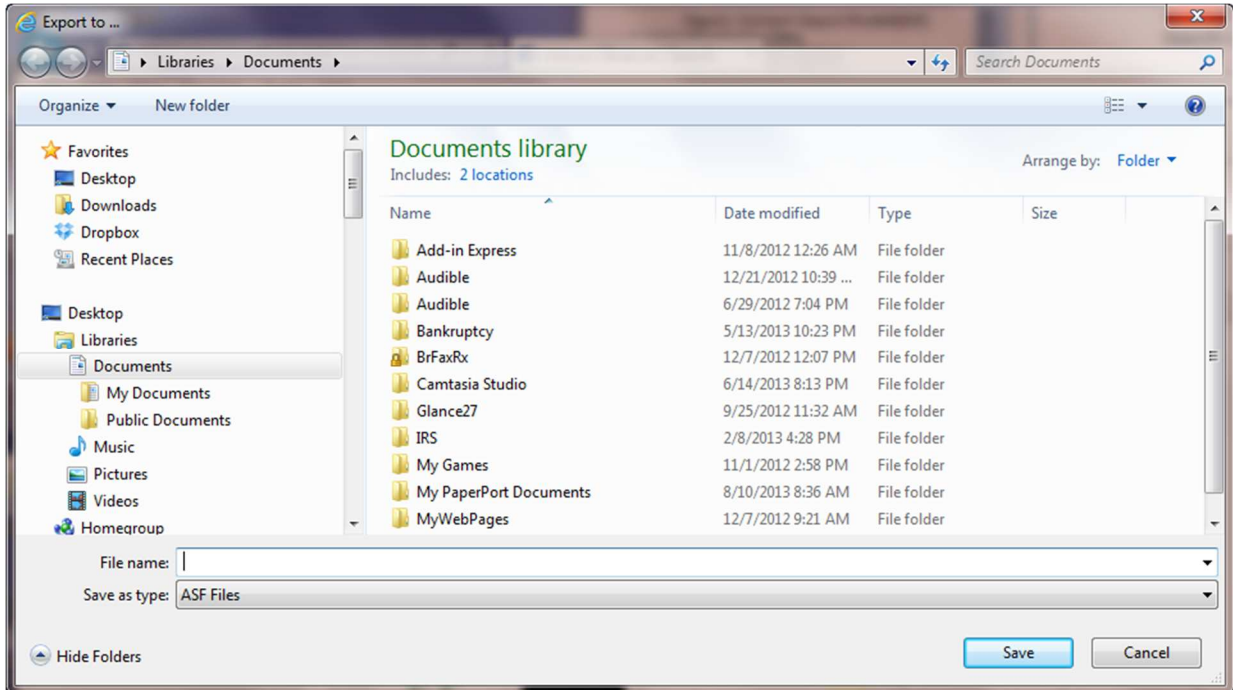 Export to ...
Libraries Documents
Search Documents
Organize New folder
Favorites
Desktop
Downloads
Dropbox
Recent Places
Desktop
Libraries
Documents
My Documents
Public Documents
Music
Pictures
Videos
Homegroup
Documents library
Includes: 2 locations
Arrange by: Folder
Name Date modified Type Size
Add-in Express 11/8/2012 12:26 AM File folder
Audible 12/21/2012 10:39 ... File folder
Audible 6/29/2012 7:04 PM File folder
Bankruptcy 5/13/2013 10:23 PM File folder
BrFaxRx 12/7/2012 12:07 PM File folder
Camtasia Studio 6/14/2013 8:13 PM File folder
Glance27 9/25/2012 11:32 AM File folder
IRS 2/8/2013 4:28 PM File folder
My Games 11/1/2012 2:58 PM File folder
My PaperPort Documents 8/10/2013 8:36 AM File folder
MyWebPages 12/7/2012 9:21 AM File folder
File name:
Save as type: ASF Files
Hide Folders
Save Cancel